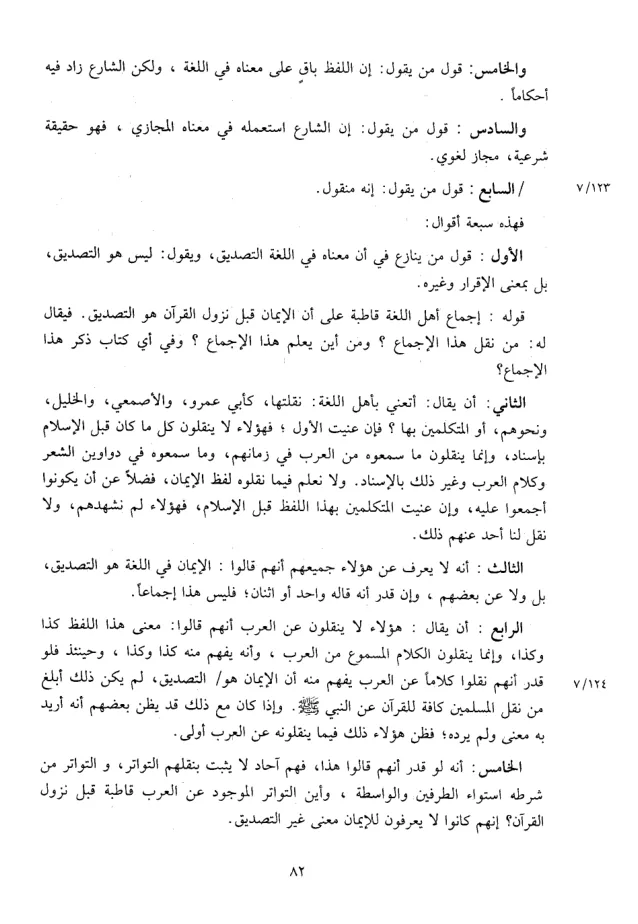 والخامس: قول من يقول: إن اللفظ باقٍ على معناه في اللغة ، ولكن الشارع زاد فيه
أحكاماً .
والسادس : قول من يقول: إن الشارع استعمله في معناه المجازي ، فهو حقيقة
شرعية، مجاز لغوي.
/ السابع : قول من يقول: إنه منقول.
٧/١٢٣
فهذه سبعة أقوال:
الأول : قول من ينازع في أن معناه في اللغة التصديق، ويقول: ليس هو التصديق،
بل بمعنى الإقرار وغيره.
قوله : إجماع أهل اللغة قاطبة على أن الإيمان قبل نزول القرآن هو التصديق. فيقال
له: من نقل هذا الإجماع ؟ ومن أين يعلم هذا الإجماع ؟ وفي أي كتاب ذكر هذا
الإجماع؟
الثاني: أن يقال: أتعني بأهل اللغة: نقلتها، كأبي عمرو، والأصمعي، والخليل،
ونحوهم، أو المتكلمين بها ؟ فإن عنيت الأول ؛ فهؤلاء لا ينقلون كل ما كان قبل الإسلام
بإسناد، وإنما ينقلون ما سمعوه من العرب في زمانهم، وما سمعوه في دواوين الشعر
وكلام العرب وغير ذلك بالإسناد. ولا نعلم فيما نقلوه لفظ الإيمان، فضلاً عن أن يكونوا
أجمعوا عليه، وإن عنيت المتكلمين بهذا اللفظ قبل الإسلام، فهؤلاء لم نشهدهم، ولا
نقل لنا أحد عنهم ذلك.
الثالث : أنه لا يعرف عن هؤلاء جميعهم أنهم قالوا : الإيمان في اللغة هو التصديق،
بل ولا عن بعضهم ، وإن قدر أنه قاله واحد أو اثنان؛ فليس هذا إجماعاً.
الرابع : أن يقال : هؤلاء لا ينقلون عن العرب أنهم قالوا: معنى هذا اللفظ كذا
وكذا، وإنما ينقلون الكلام المسموع من العرب ، وأنه يفهم منه كذا وكذا ، وحينئذ فلو
قدر أنهم نقلوا كلاماً عن العرب يفهم منه أن الإيمان هو/ التصديق، لم يكن ذلك أبلغ
٧/١٢٤
من نقل المسلمين كافة للقرآن عن النبي ﷺ. وإذا كان مع ذلك قد يظن بعضهم أنه أريد
به معنى ولم يرده؛ فظن هؤلاء ذلك فيما ينقلونه عن العرب أولى.
الخامس: أنه لو قدر أنهم قالوا هذا، فهم آحاد لا يثبت بنقلهم التواتر، و التواتر من
شرطه استواء الطرفين والواسطة ، وأين التواتر الموجود عن العرب قاطبة قبل نزول
القرآن؟ إنهم كانوا لا يعرفون للإيمان معنى غير التصديق.
٨٢